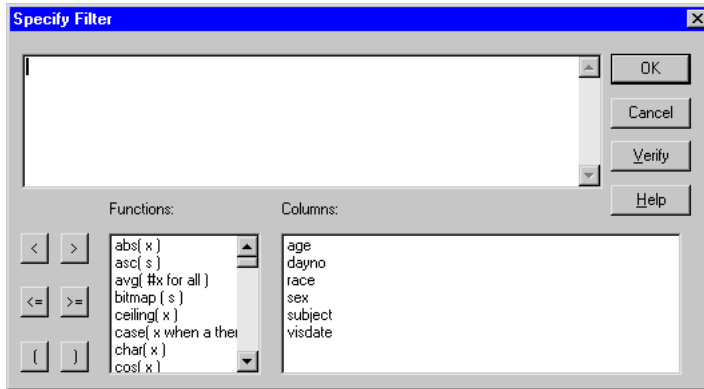 Specify Filter
OK
Cancel
Verify
Help
Functions: Columns:
< > abs( x ) age
asc( s ) dayno
avg( #x for all ) race
<= >= bitmap ( s ) sex
ceiling( x ) subject
case( x when a ther visdate
( ) char( x )
cos( x )